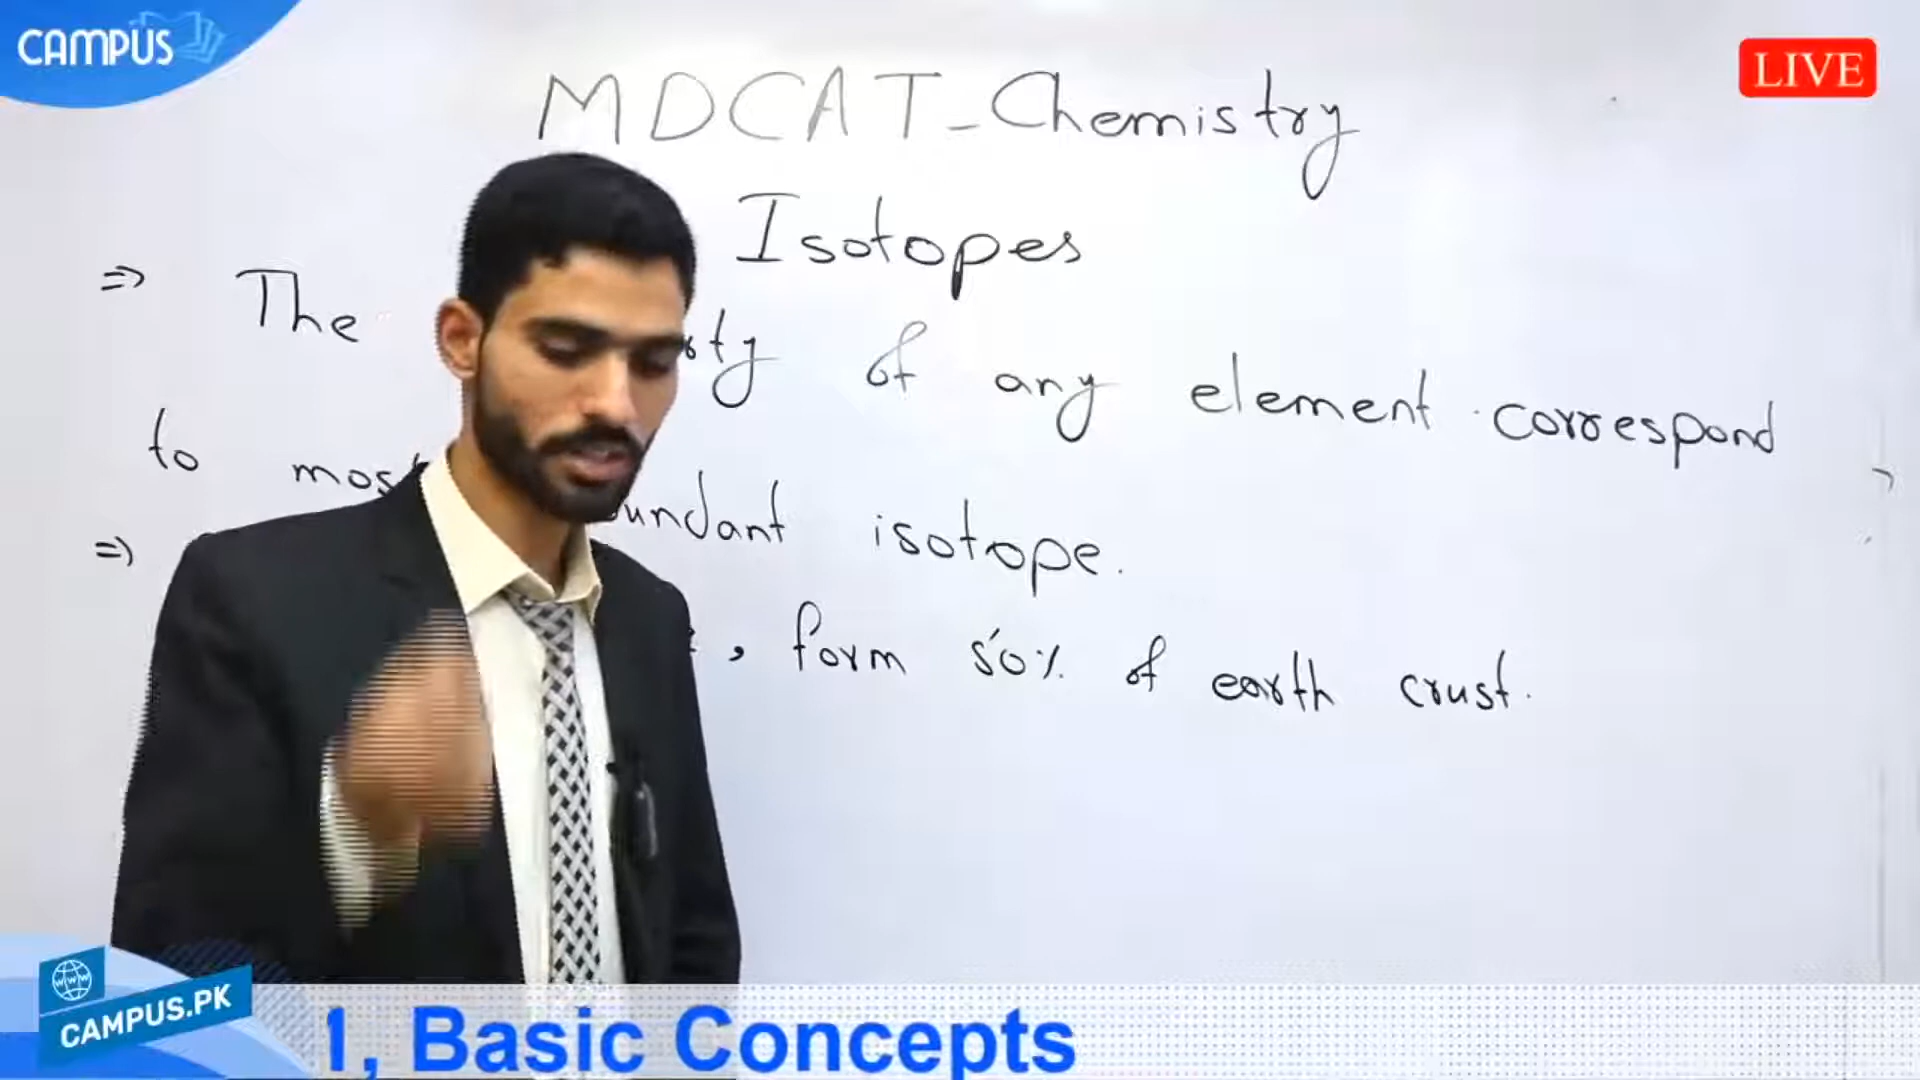 CAMPUS
LIVE
MDCAT-Chemistry
Isotopes
⇒ The of any element correspond
to isotope.
⇒ , form 50% of earth crust.
www
CAMPUS.PK
1, Basic Concepts